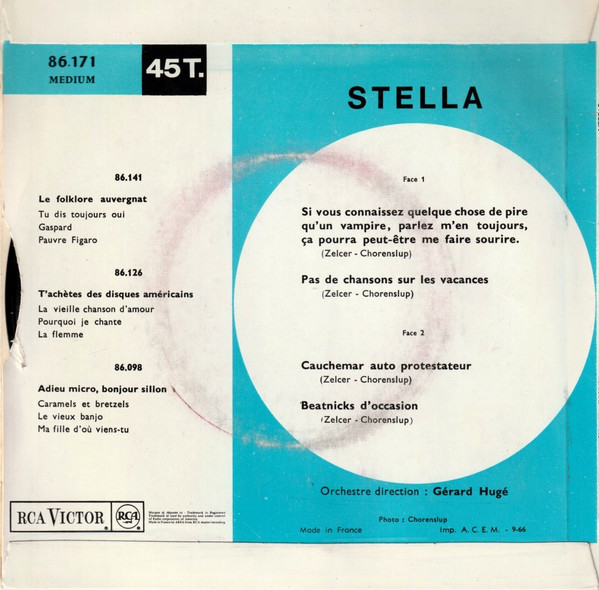 86.171
MEDIUM
45T.
STELLA
86.141
Le folklore auvergnat
Tu dis toujours oui
Gaspard
Pauvre Figaro
86.126
T'achètes des disques américains
La vieille chanson d'amour
Pourquoi je chante
La flemme
86.098
Adieu micro, bonjour sillon
Caramels et bretzels
Le vieux banjo
Ma fille d'où viens-tu
Face 1
Si vous connaissez quelque chose de pire
qu'un vampire, parlez m'en toujours,
ça pourra peut-être me faire sourire.
(Zelcer - Chorenslup)
Pas de chansons sur les vacances
(Zelcer - Chorenslup)
Face 2
Cauchemar auto protestateur
(Zelcer - Chorenslup)
Beatnicks d'occasion
(Zelcer - Chorenslup)
Orchestre direction : Gérard Hugé
Photo : Chorenslup
Made in France
Imp. A.C.E.M. - 9-66
RCA VICTOR
RCA